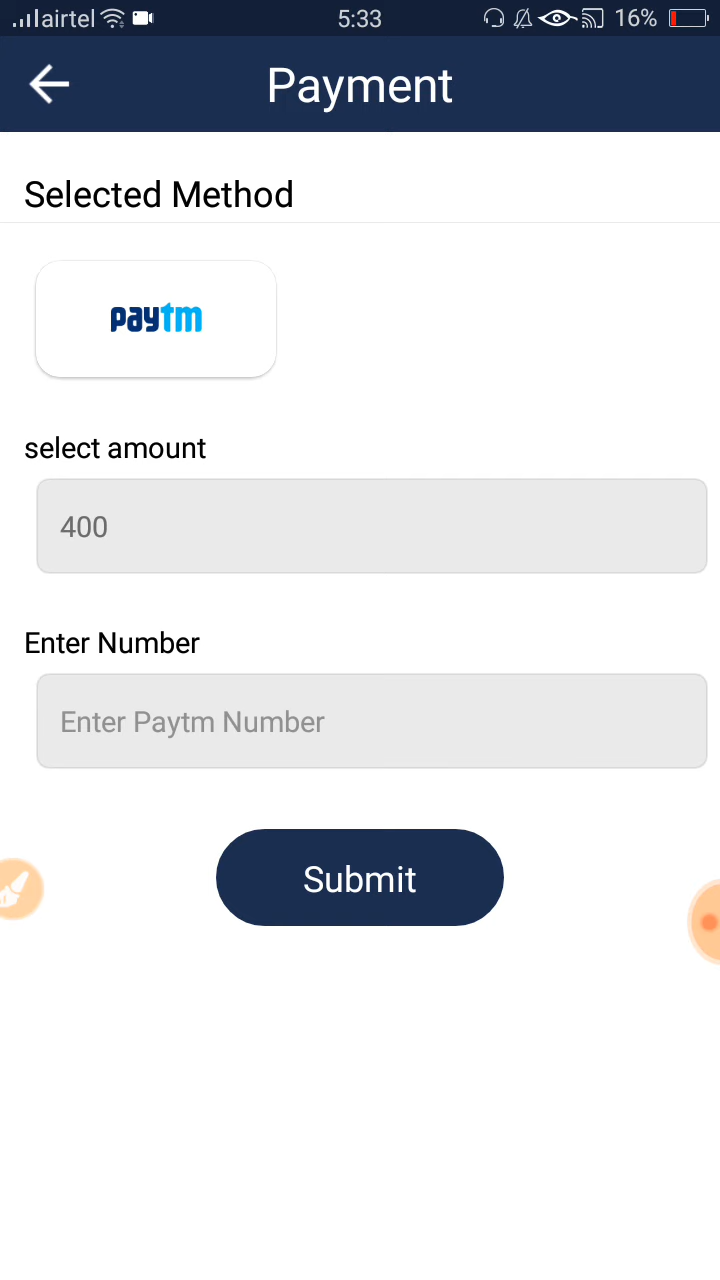 airtel 5:33 16%
Payment
Selected Method
paytm
select amount
400
Enter Number
Enter Paytm Number
Submit